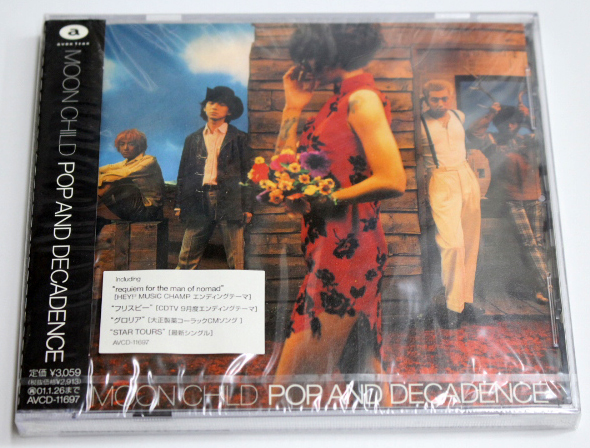 a
avex trax
MOON CHILD POP AND DECADENCE
定価 ¥3,059
(税抜価格¥2,913)
01.1.26まで
AVCD-11697
Including
"requiem for the man of nomad"
[HEY!³ MUSIC CHAMP エンディングテーマ]
"フリスビー" [CDTV 9月度エンディングテーマ]
"グロリア" [大正製薬コーラックCMソング]
"STAR TOURS" [最新シングル]
AVCD-11697
MOON CHILD POP AND DECADENCE